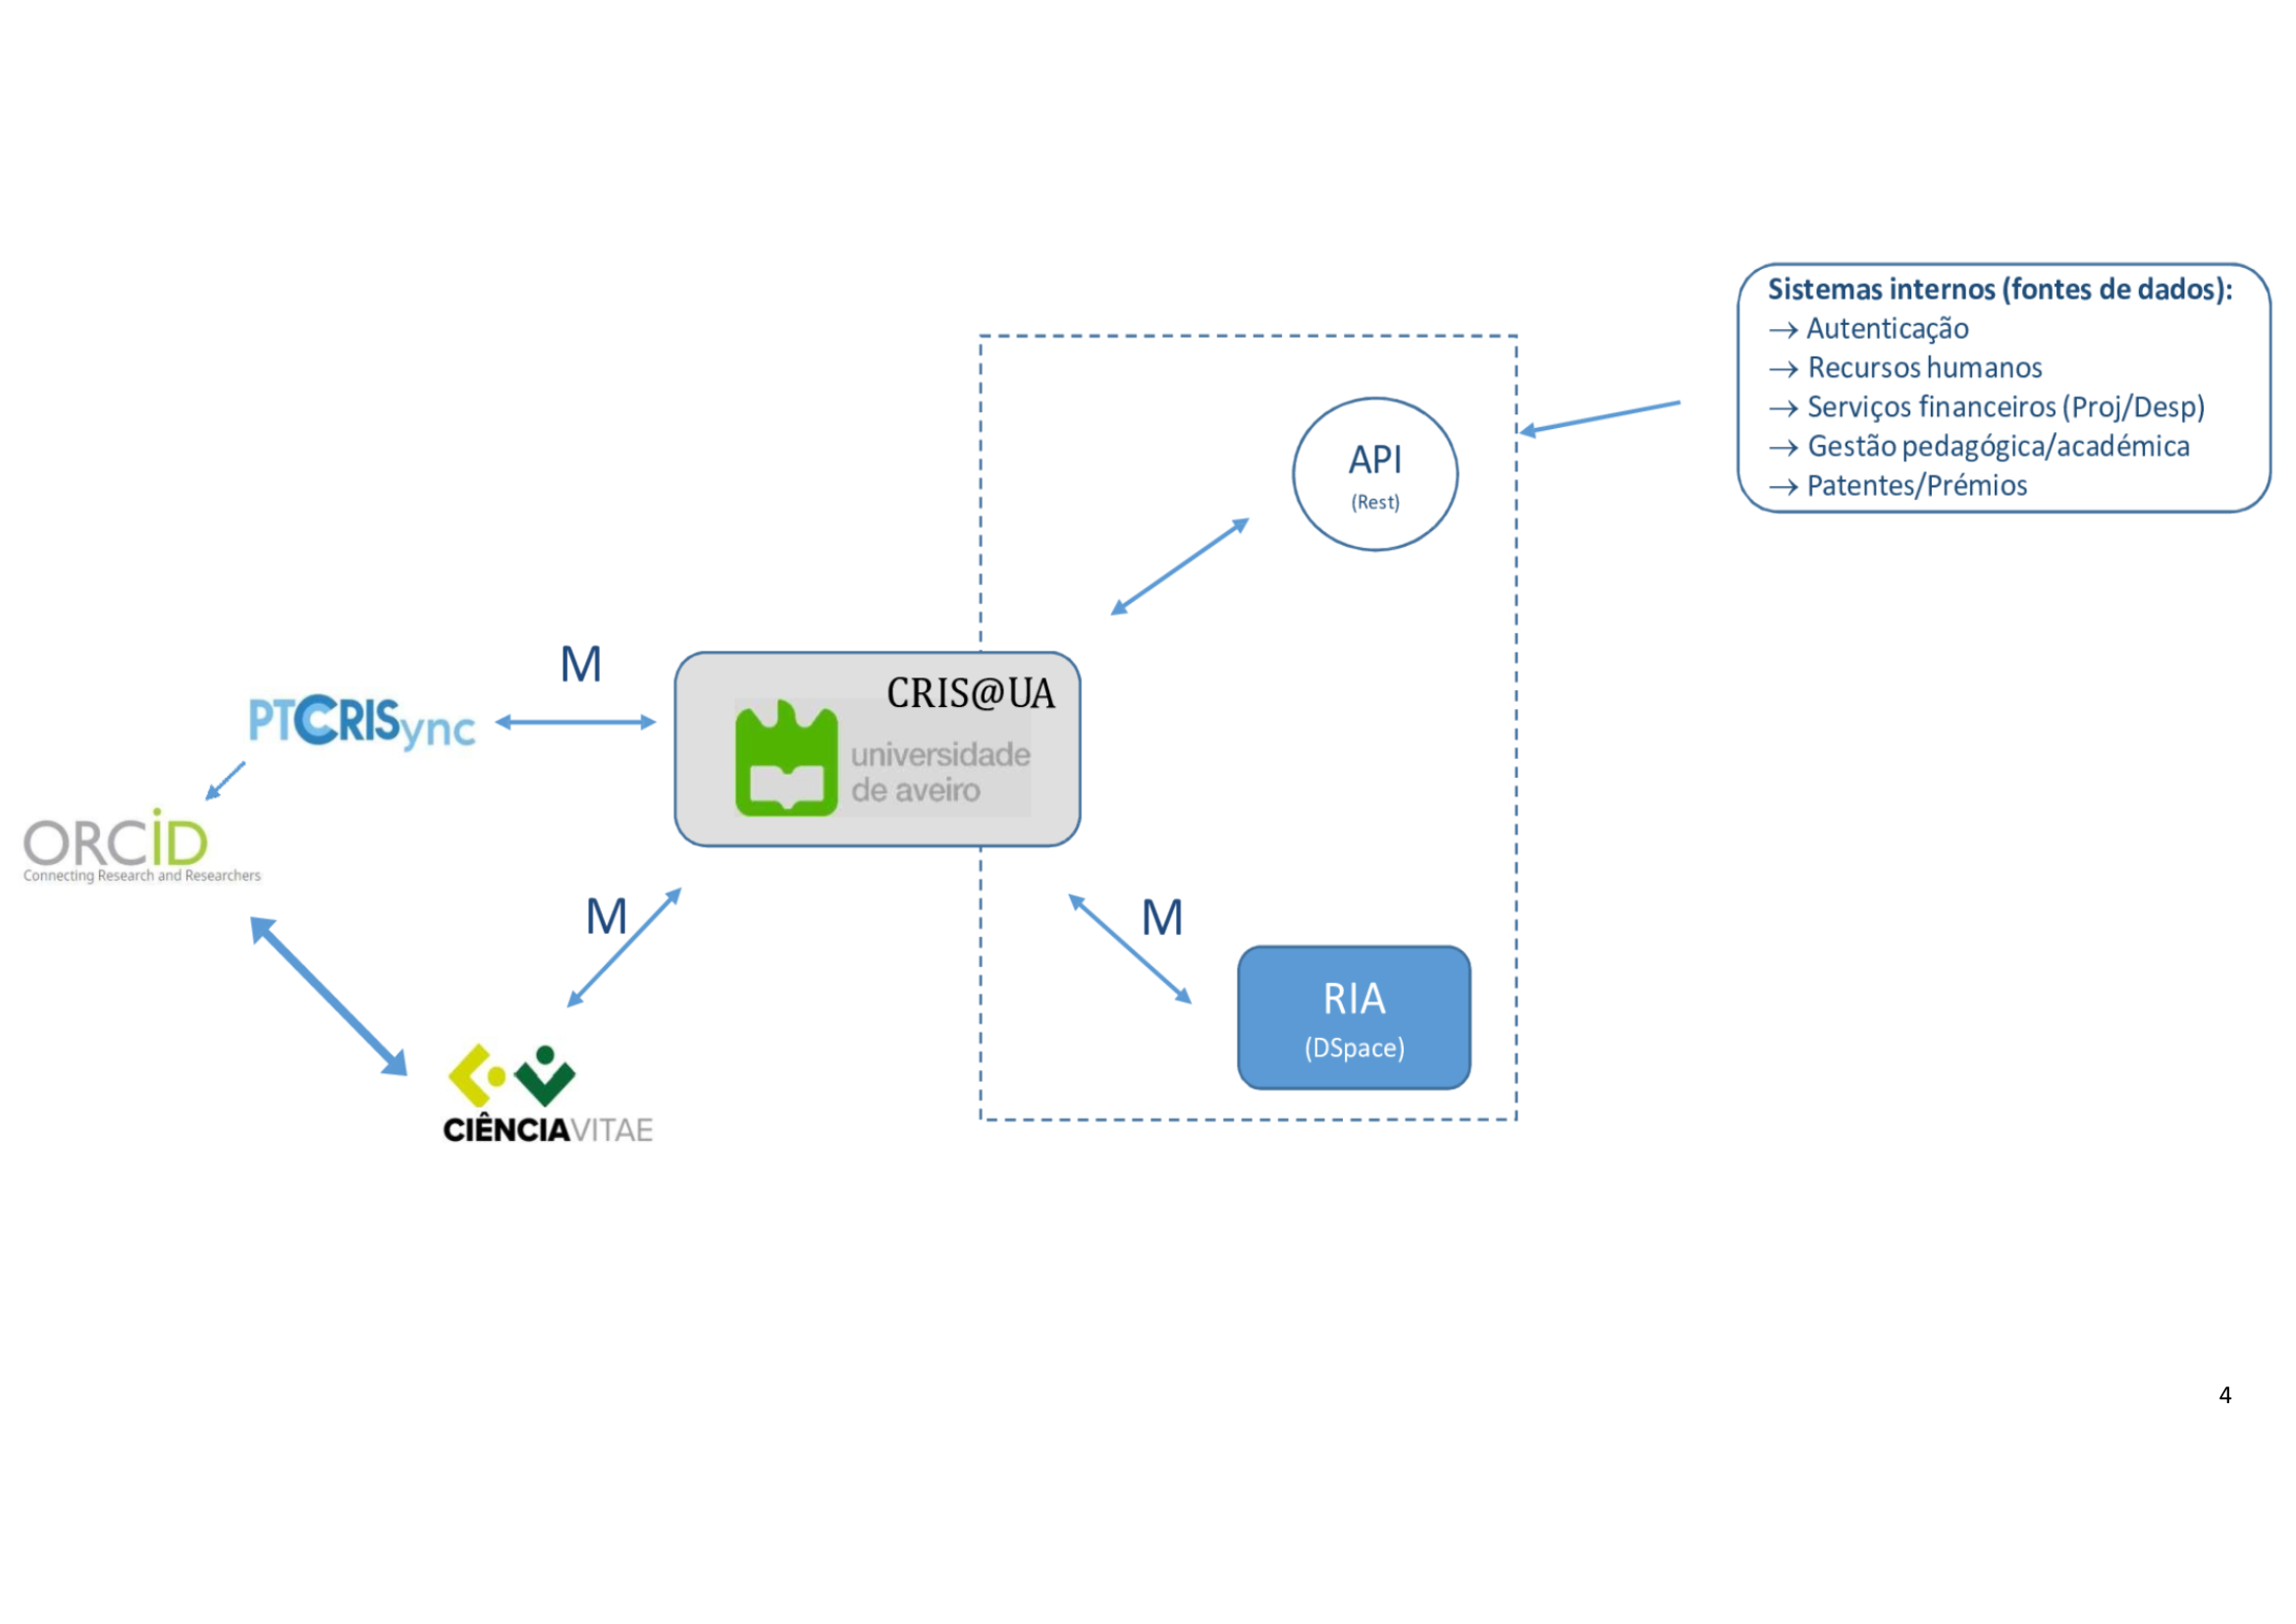 Sistemas internos (fontes de dados):
→ Autenticação
→ Recursos humanos
→ Serviços financeiros (Proj/Desp)
→ Gestão pedagógica/académica
→ Patentes/Prémios
API
(Rest)
M
CRIS@UA
universidade
de aveiro
PTCRISync
ORCiD
Connecting Research and Researchers
M
M
RIA
(DSpace)
CIÊNCIAVITAE
4